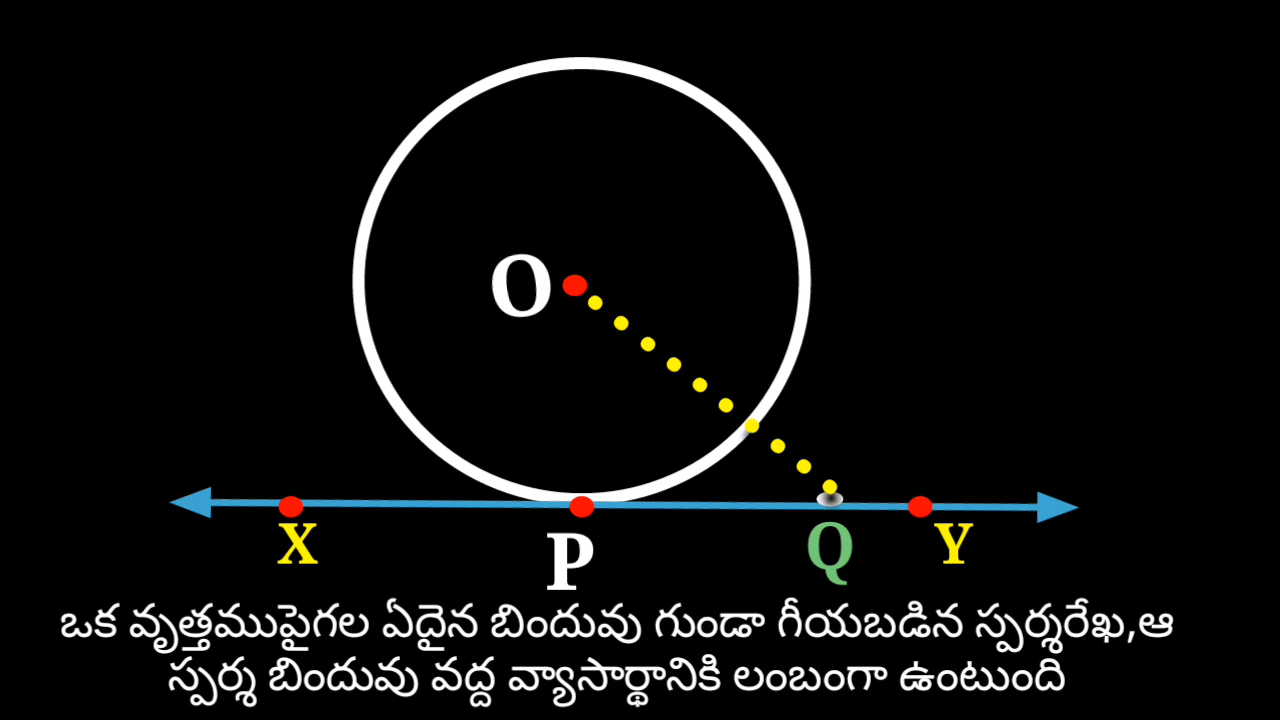 O
X
P
Q
Y
ఒక వృత్తముపైగల ఏదైన బిందువు గుండా గీయబడిన స్పర్శరేఖ,ఆ
స్పర్శ బిందువు వద్ద వ్యాసార్థానికి లంబంగా ఉంటుంది